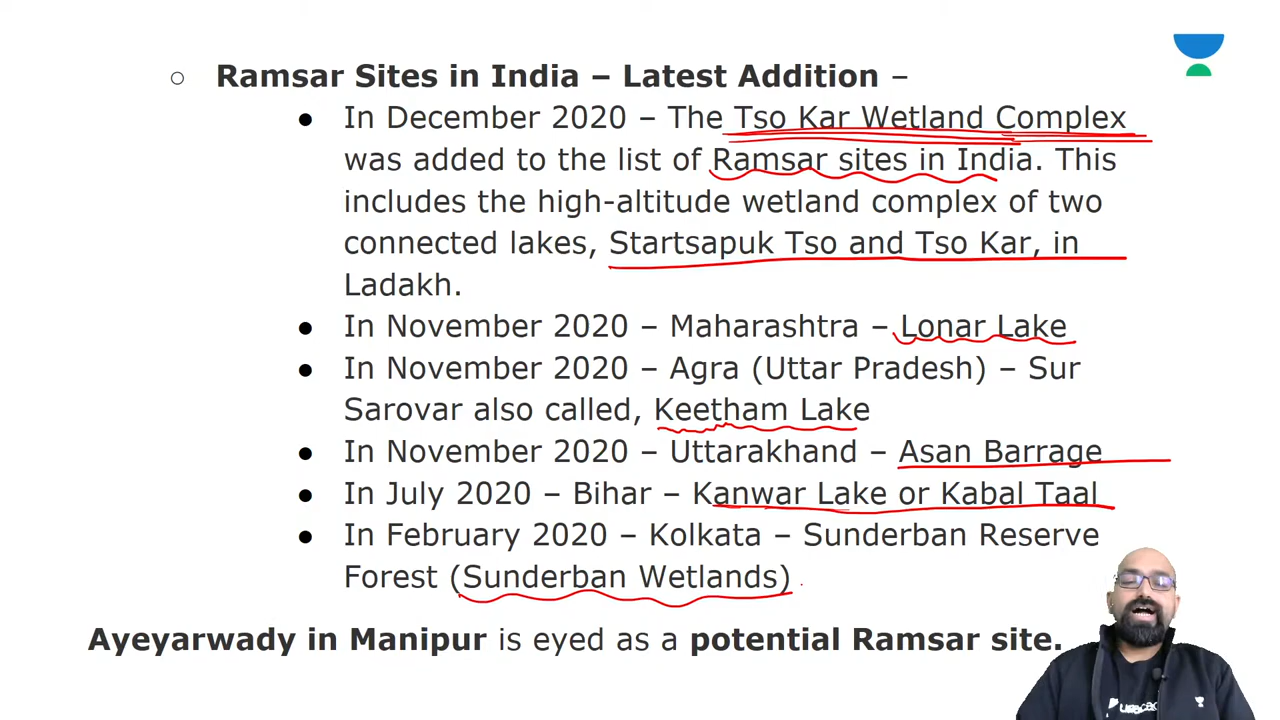 Ramsar Sites in India – Latest Addition –
In December 2020 – The Tso Kar Wetland Complex
was added to the list of Ramsar sites in India. This
includes the high-altitude wetland complex of two
connected lakes, Startsapuk Tso and Tso Kar, in
Ladakh.
In November 2020 – Maharashtra – Lonar Lake
In November 2020 – Agra (Uttar Pradesh) – Sur
Sarovar also called, Keetham Lake
In November 2020 – Uttarakhand – Asan Barrage
In July 2020 – Bihar – Kanwar Lake or Kabal Taal
In February 2020 – Kolkata – Sunderban Reserve
Forest (Sunderban Wetlands)
Ayeyarwady in Manipur is eyed as a potential Ramsar site.